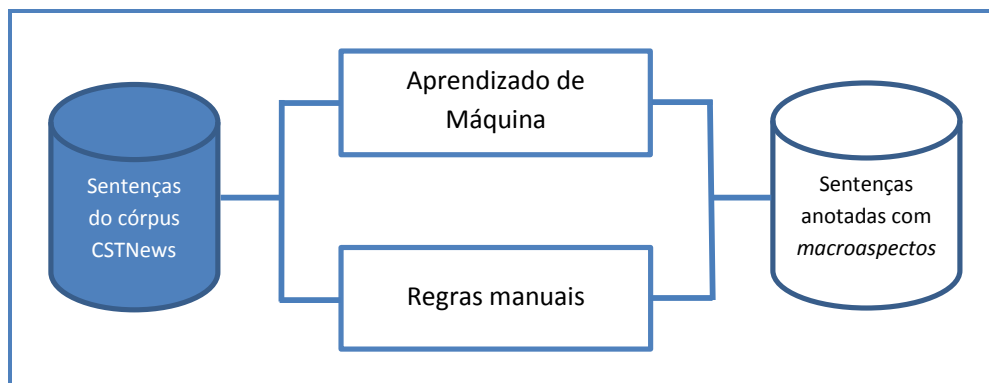 Sentenças
do córpus
CSTNews
Aprendizado de
Máquina
Regras manuais
Sentenças
anotadas com
macroaspectos